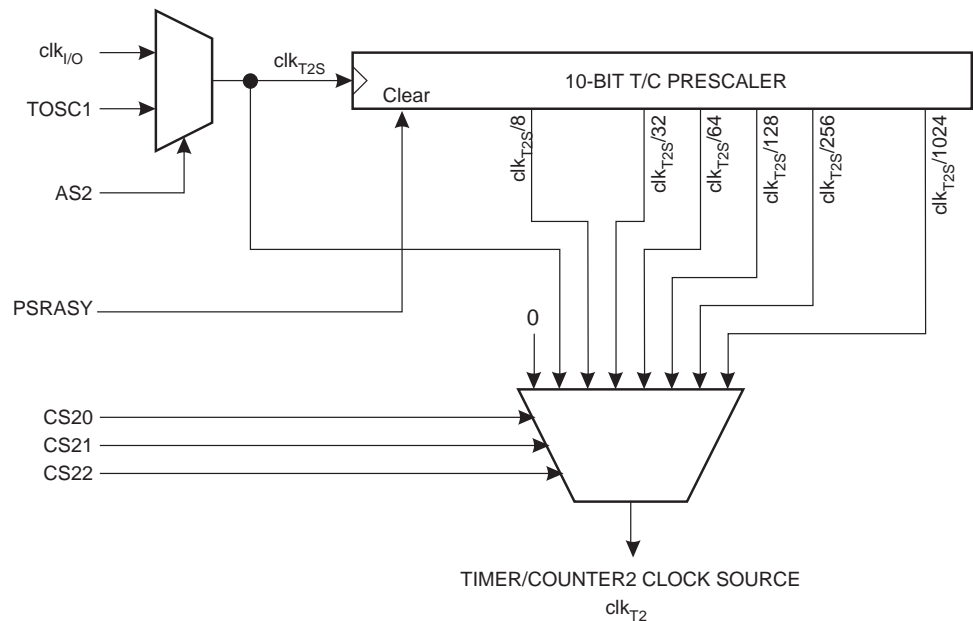 clkI/O
clkT2S
10-BIT T/C PRESCALER
TOSC1
Clear
clkT2S/8
clkT2S/32
clkT2S/64
clkT2S/128
clkT2S/256
clkT2S/1024
AS2
PSRASY
0
CS20
CS21
CS22
TIMER/COUNTER2 CLOCK SOURCE
clkT2